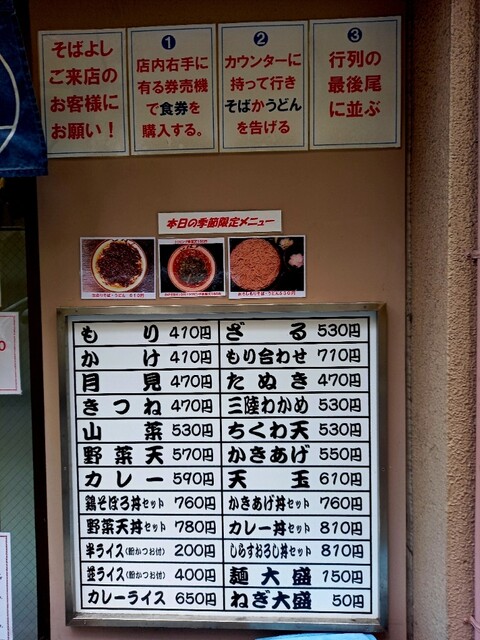 そばよし
ご来店の
お客様に
お願い！
1
店内右手に
有る券売機
で食券を
購入する。
2
カウンターに
持って行き
そばかうどん
を告げる
3
行列の
最後尾
に並ぶ
本日の季節限定メニュー
もり 410円
ざる 530円
かけ 410円
もり合わせ 710円
月見 470円
たぬき 470円
きつね 470円
三陸わかめ 530円
山菜 530円
ちくわ天 530円
野菜天 570円
かきあげ 550円
カレー 590円
天玉 610円
鶏そぼろ丼セット 760円
かきあげ丼セット 760円
野菜天丼セット 780円
カレー丼セット 810円
半ライス(粉かつお付) 200円
しらすおろし丼セット 810円
並ライス(粉かつお付) 400円
麺大盛 150円
カレーライス 650円
ねぎ大盛 50円